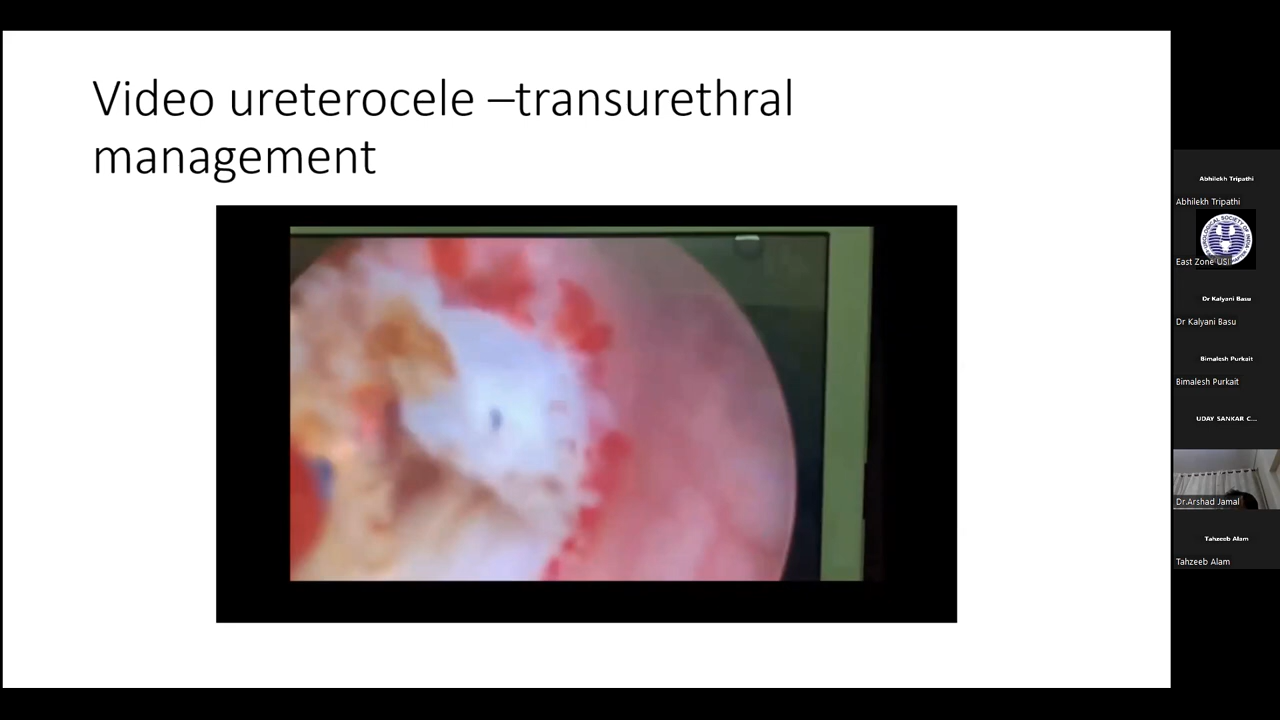 Video ureterocele –transurethral
management
Abhilekh Tripathi
Abhilekh Tripathi
East Zone USI
Dr Kalyani Basu
Dr Kalyani Basu
Bimalesh Purkait
Bimalesh Purkait
UDAY SANKAR C...
Dr.Arshad Jamal
Tahzeeb Alam
Tahzeeb Alam